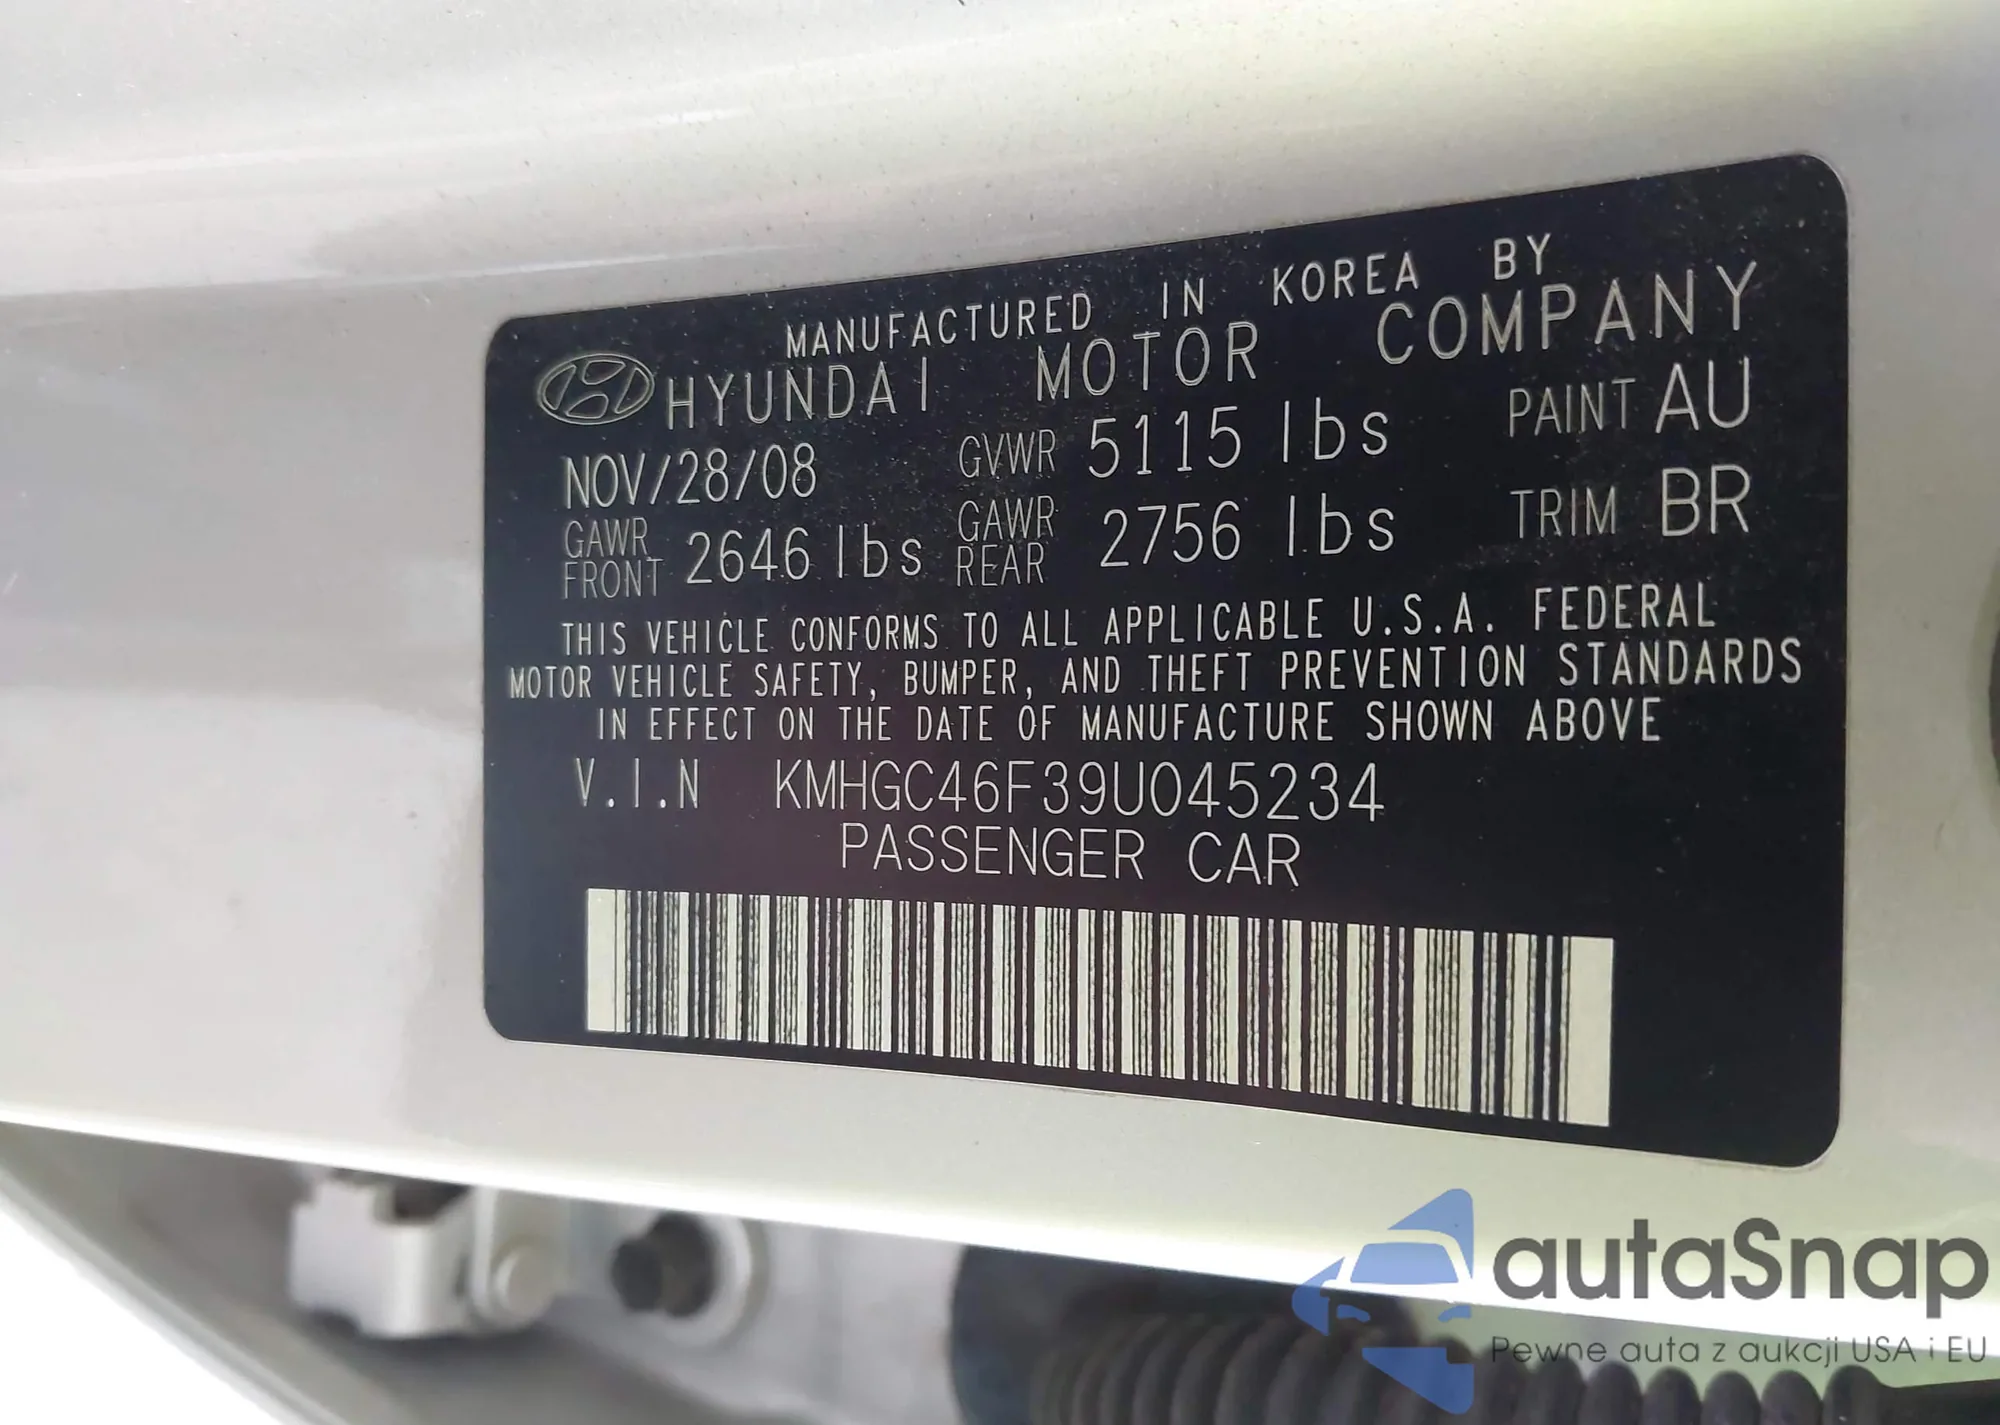 MANUFACTURED IN KOREA BY
HYUNDAI MOTOR COMPANY
NOV/28/08 GVWR 5115 lbs PAINT AU
GAWR FRONT 2646 lbs GAWR REAR 2756 lbs TRIM BR
THIS VEHICLE CONFORMS TO ALL APPLICABLE U.S.A. FEDERAL
MOTOR VEHICLE SAFETY, BUMPER, AND THEFT PREVENTION STANDARDS
IN EFFECT ON THE DATE OF MANUFACTURE SHOWN ABOVE
V.I.N KMHGC46F39U045234
PASSENGER CAR
autaSnap
Pewne auta z aukcji USA i EU